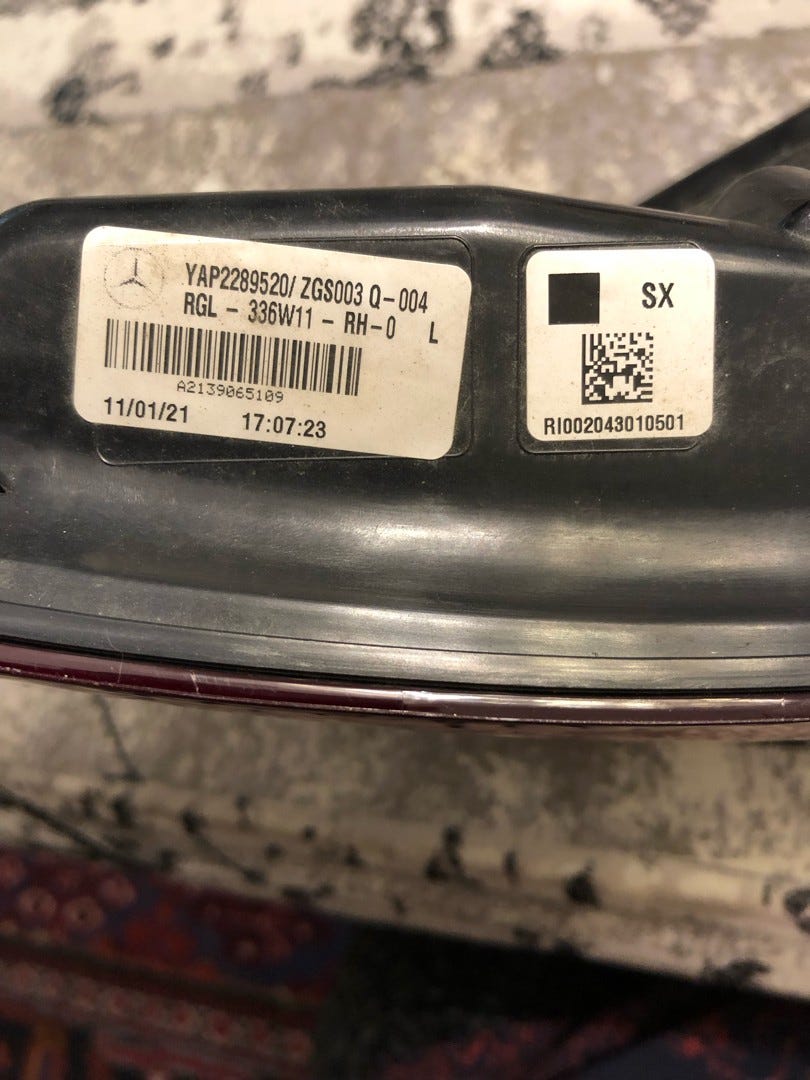 YAP2289520/ ZGS003 Q-004
RGL - 336W11 - RH-0 L
A2139065109
11/01/21 17:07:23
SX
RI002043010501